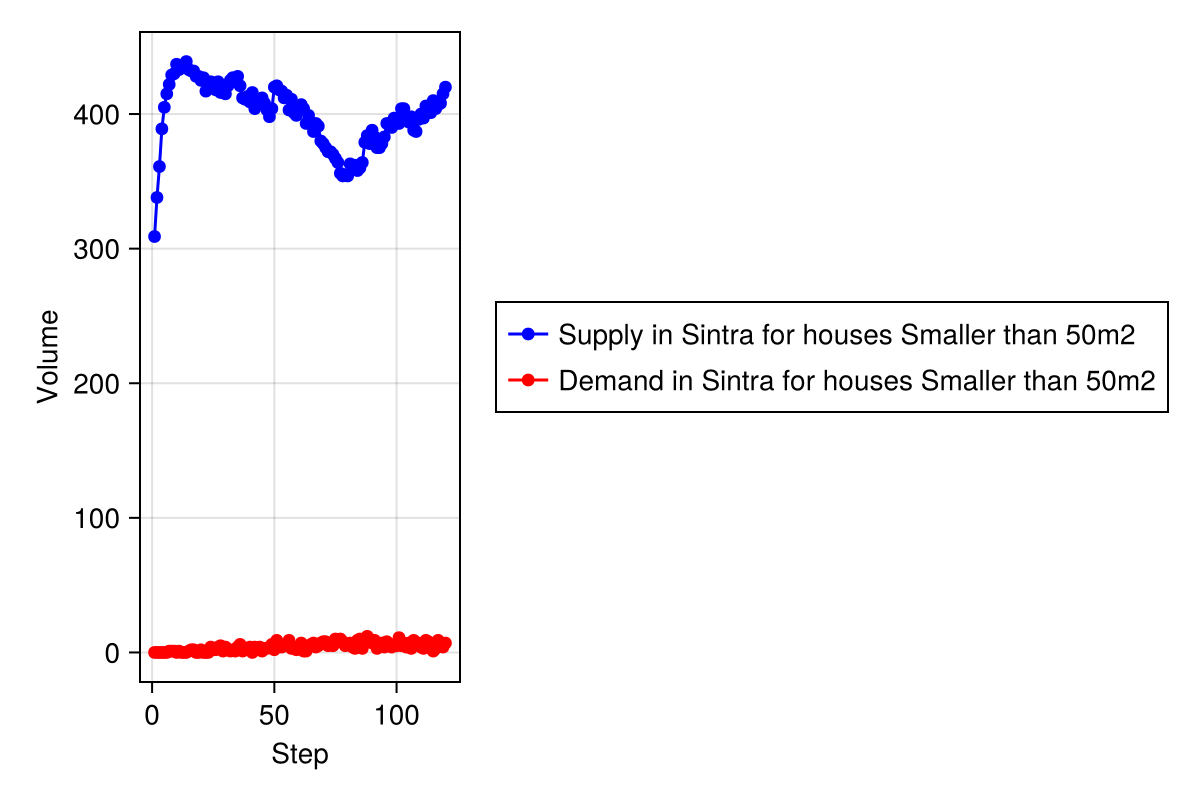 400
300
200
100
0
Volume
0 50 100
Step
Supply in Sintra for houses Smaller than 50m2
Demand in Sintra for houses Smaller than 50m2